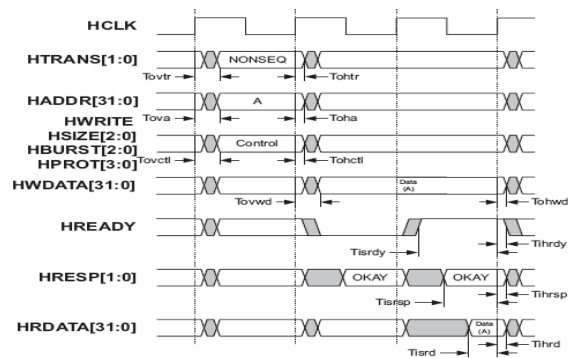 HCLK
HTRANS[1:0]
NONSEQ
Tovtr
Tohtr
HADDR[31:0]
A
Tova
Toha
HWRITE
HSIZE[2:0]
HBURST[2:0]
HPROT[3:0]
Control
Tovctl
Tohctl
HWDATA[31:0]
Data
(A)
Tovwd
Tohwd
HREADY
Tisrdy
Tihrdy
HRESP[1:0]
OKAY
OKAY
Tisrsp
Tihrsp
HRDATA[31:0]
Data
(A)
Tisrd
Tihrd